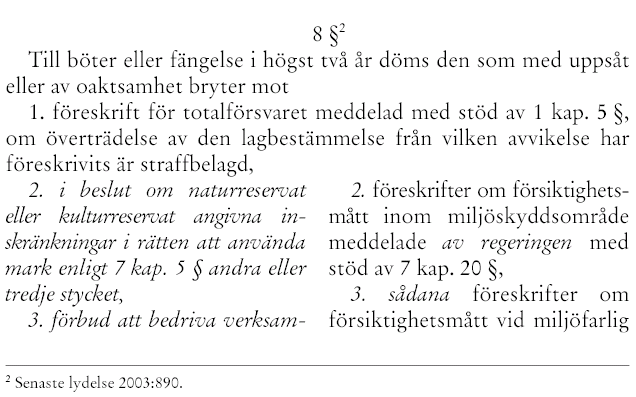 8 §²
Till böter eller fängelse i högst två år döms den som med uppsåt
eller av oaktsamhet bryter mot
1. föreskrift för totalförsvaret meddelad med stöd av 1 kap. 5 §,
om överträdelse av den lagbestämmelse från vilken avvikelse har
föreskrivits är straffbelagd,
2. i beslut om naturreservat
eller kulturreservat angivna in-
skränkningar i rätten att använda
mark enligt 7 kap. 5 § andra eller
tredje stycket,
3. förbud att bedriva verksam-
2. föreskrifter om försiktighets-
mått inom miljöskyddsområde
meddelade av regeringen med
stöd av 7 kap. 20 §,
3. sådana föreskrifter om
försiktighetsmått vid miljöfarlig
² Senaste lydelse 2003:890.